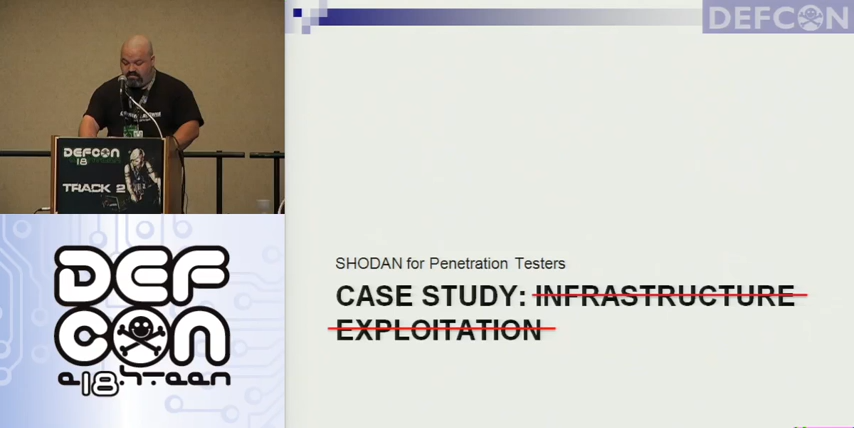 DEFCON
DEFCON
18
TRACK 2
SHODAN for Penetration Testers
CASE STUDY: INFRASTRUCTURE
EXPLOITATION
DEF
CON
e18hteen